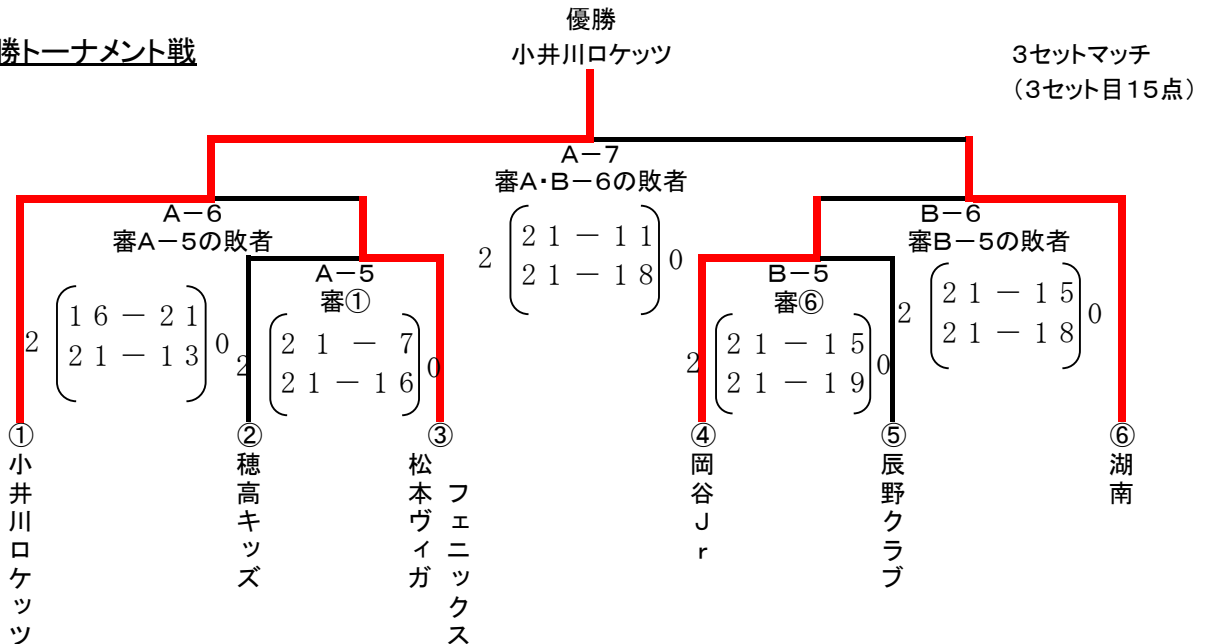 優勝
小井川ロケッツ
勝トーナメント戦
3セットマッチ
(3セット目15点)
A－7
審A・B－6の敗者
2 21－11 0
21－18
A－6
審A－5の敗者
2 16－21 0
21－13
A－5
審①
2 21－7 0
21－16
B－6
審B－5の敗者
2 21－15 0
21－18
B－5
審⑥
2 21－15 0
21－19
①
小井川ロケッツ
②
穂高キッズ
③
松本ヴィガ
フェニックス
④
岡谷Jr
⑤
辰野クラブ
⑥
湖南